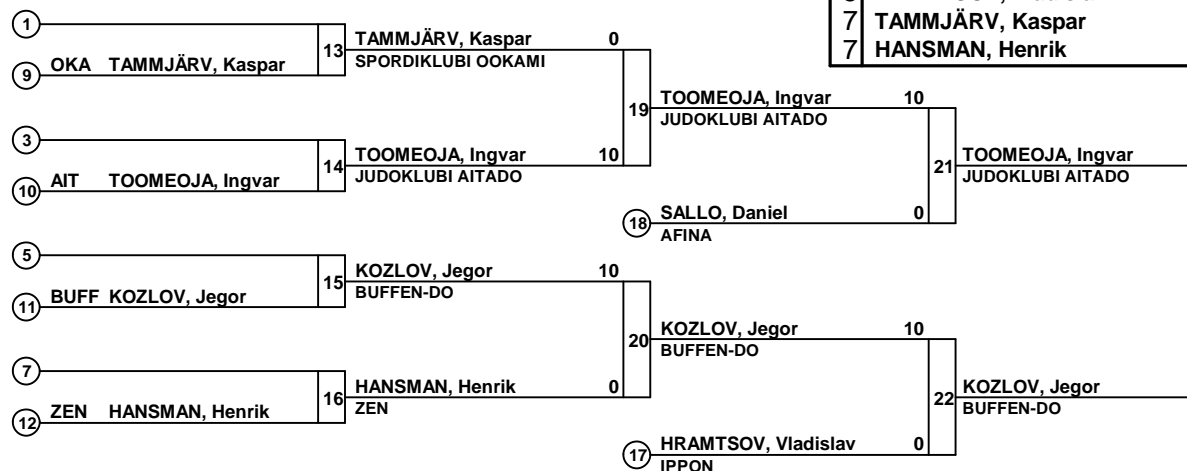 7 TAMMJÄRV, Kaspar
7 HANSMAN, Henrik
1
9 OKA TAMMJÄRV, Kaspar
13 TAMMJÄRV, Kaspar 0
SPORDIKLUBI OOKAMI
3
10 AIT TOOMEOJA, Ingvar
14 TOOMEOJA, Ingvar 10
JUDOKLUBI AITADO
19 TOOMEOJA, Ingvar 10
JUDOKLUBI AITADO
18 SALLO, Daniel 0
AFINA
21 TOOMEOJA, Ingvar
JUDOKLUBI AITADO
5
11 BUFF KOZLOV, Jegor
15 KOZLOV, Jegor 10
BUFFEN-DO
7
12 ZEN HANSMAN, Henrik
16 HANSMAN, Henrik 0
ZEN
20 KOZLOV, Jegor 10
BUFFEN-DO
17 HRAMTSOV, Vladislav 0
IPPON
22 KOZLOV, Jegor
BUFFEN-DO